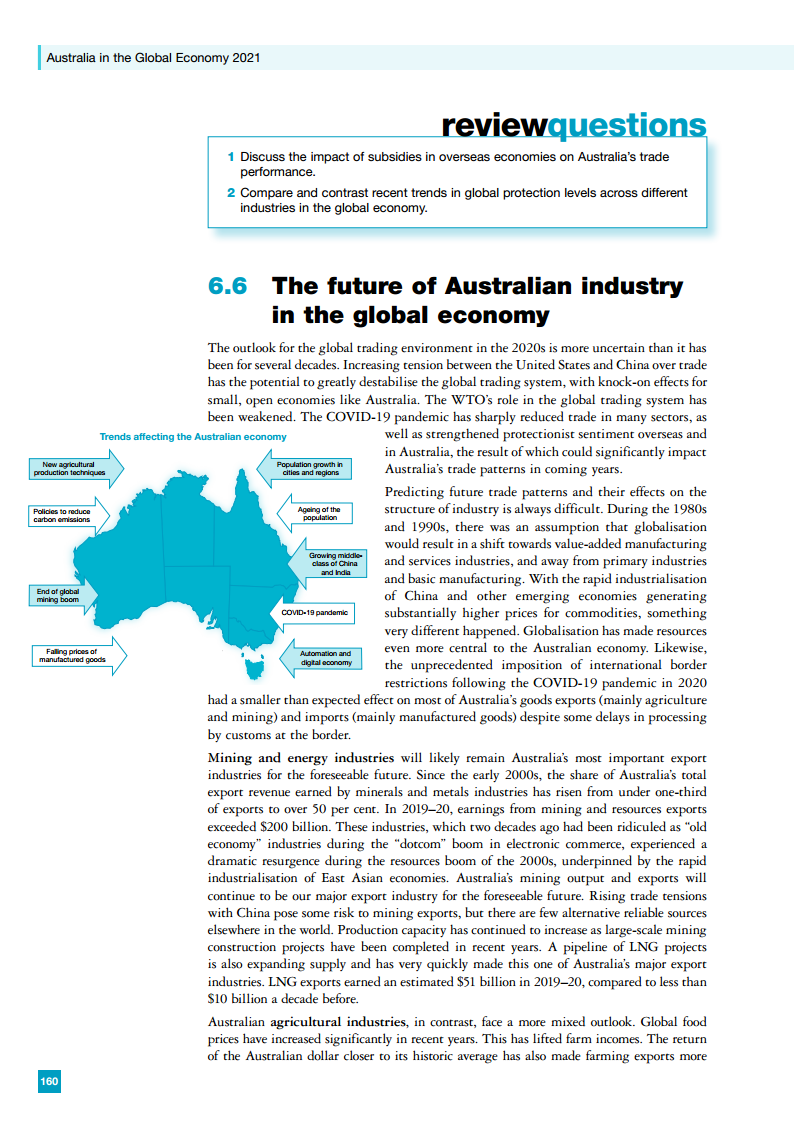 Australia in the Global Economy 2021
reviewquestions
1 Discuss the impact of subsidies in overseas economies on Australia's trade
performance.
2 Compare and contrast recent trends in global protection levels across different
industries in the global economy.
6.6 The future of Australian industry
in the global economy
The outlook for the global trading environment in the 2020s is more uncertain than it has
been for several decades. Increasing tension between the United States and China over trade
has the potential to greatly destabilise the global trading system, with knock-on effects for
small, open economies like Australia. The WTO's role in the global trading system has
been weakened. The COVID-19 pandemic has sharply reduced trade in many sectors, as
well as strengthened protectionist sentiment overseas and
in Australia, the result of which could significantly impact
Australia's trade patterns in coming years.
Trends affecting the Australian economy
New agricultural
production techniques
Policies to reduce
carbon emissions
End of global
mining boom
Falling prices of
manufactured goods
Population growth in
cities and regions
Ageing of the
population
Growing middle-
class of China
and India
COVID-19 pandemic
Automation and
digital economy
Predicting future trade patterns and their effects on the
structure of industry is always difficult. During the 1980s
and 1990s, there was an assumption that globalisation
would result in a shift towards value-added manufacturing
and services industries, and away from primary industries
and basic manufacturing. With the rapid industrialisation
of China and other emerging economies generating
substantially higher prices for commodities, something
very different happened. Globalisation has made resources
even more central to the Australian economy. Likewise,
the unprecedented imposition of international border
restrictions following the COVID-19 pandemic in 2020
had a smaller than expected effect on most of Australia's goods exports (mainly agriculture
and mining) and imports (mainly manufactured goods) despite some delays in processing
by customs at the border.
Mining and energy industries will likely remain Australia's most important export
industries for the foreseeable future. Since the early 2000s, the share of Australia's total
export revenue earned by minerals and metals industries has risen from under one-third
of exports to over 50 per cent. In 2019–20, earnings from mining and resources exports
exceeded $200 billion. These industries, which two decades ago had been ridiculed as "old
economy" industries during the "dotcom" boom in electronic commerce, experienced a
dramatic resurgence during the resources boom of the 2000s, underpinned by the rapid
industrialisation of East Asian economies. Australia's mining output and exports will
continue to be our major export industry for the foreseeable future. Rising trade tensions
with China pose some risk to mining exports, but there are few alternative reliable sources
elsewhere in the world. Production capacity has continued to increase as large-scale mining
construction projects have been completed in recent years. A pipeline of LNG projects
is also expanding supply and has very quickly made this one of Australia's major export
industries. LNG exports earned an estimated $51 billion in 2019–20, compared to less than
$10 billion a decade before.
Australian agricultural industries, in contrast, face a more mixed outlook. Global food
prices have increased significantly in recent years. This has lifted farm incomes. The return
of the Australian dollar closer to its historic average has also made farming exports more
160